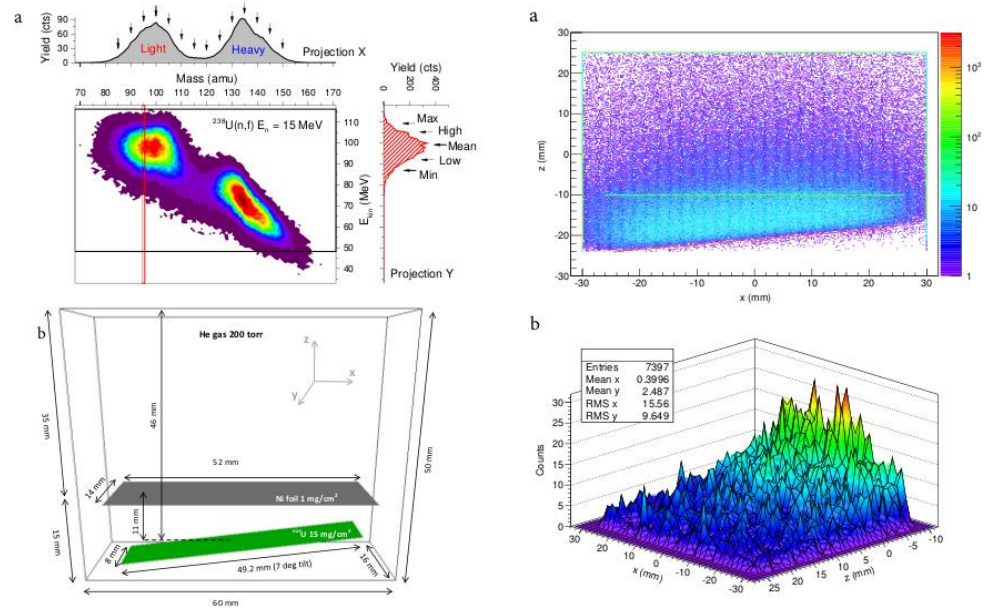 a
Yield (cts)
90
60
30
0
Light
Heavy
Projection X
Mass (amu)
70 80 90 100 110 120 130 140 150 160 170
Yield (cts)
0
200
400
²³⁸U(n,f) Eₙ = 15 MeV
110
100
90
80
70
60
50
40
E_kin (MeV)
Max
High
Mean
Low
Min
Projection Y
b
He gas 200 torr
z
x
y
35 mm
46 mm
50 mm
52 mm
14 mm
Ni foil 1 mg/cm²
11 mm
15 mm
U 15 mg/cm²
8 mm
49.2 mm (7 deg tilt)
16 mm
60 mm
a
30
20
10
0
-10
-20
-30
z (mm)
-30 -20 -10 0 10 20 30
x (mm)
10³
10²
10
1
b
Entries 7397
Mean x 0.3996
Mean y 2.487
RMS x 15.56
RMS y 9.649
Counts
30
25
20
15
10
5
0
30
20
10
0
-10
-20
-30
x (mm)
25
20
15
10
5
0
-5
-10
z (mm)